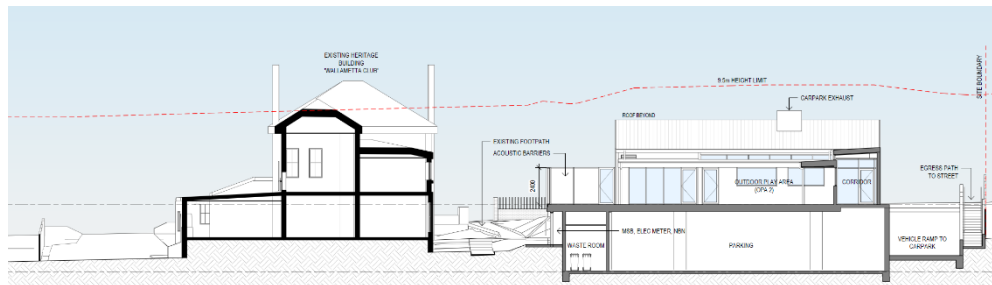 EXISTING HERITAGE
BUILDING
"WALLAMETTA CLUB"
9.5m HEIGHT LIMIT
SITE BOUNDARY
CARPARK EXHAUST
ROOF BEYOND
EXISTING FOOTPATH
ACOUSTIC BARRIERS
2400
EGRESS PATH
TO STREET
OUTDOOR PLAY AREA
(OPA 2)
CORRIDOR
MSB, ELEC METER, NBN
WASTE ROOM
PARKING
VEHICLE RAMP TO
CARPARK